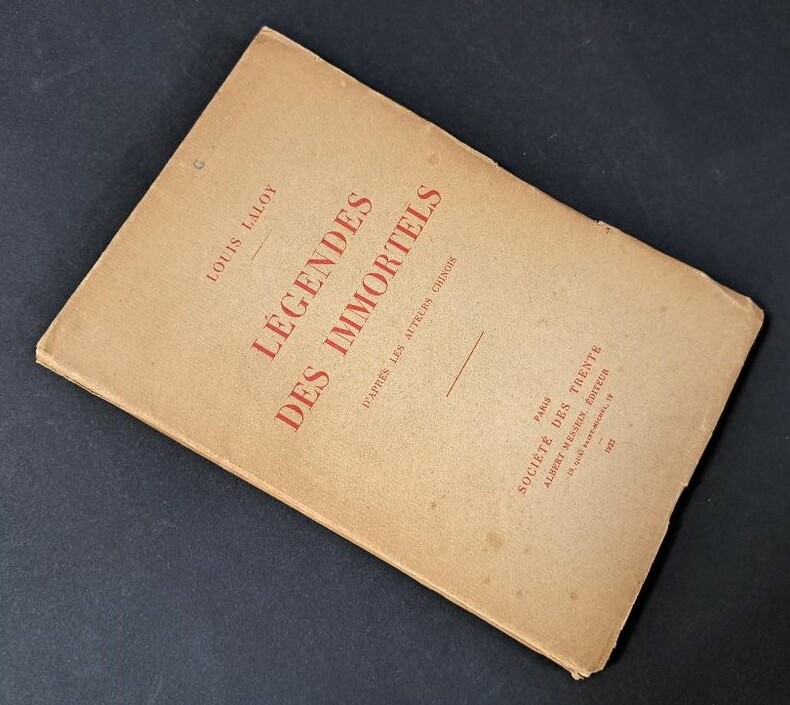 G
LOUIS LALOY
LÉGENDES
DES IMMORTELS
D'APRÈS LES AUTEURS CHINOIS
PARIS
SOCIÉTÉ DES TRENTE
ALBERT MESSEIN, ÉDITEUR
19, QUAI SAINT-MICHEL, 19
1922